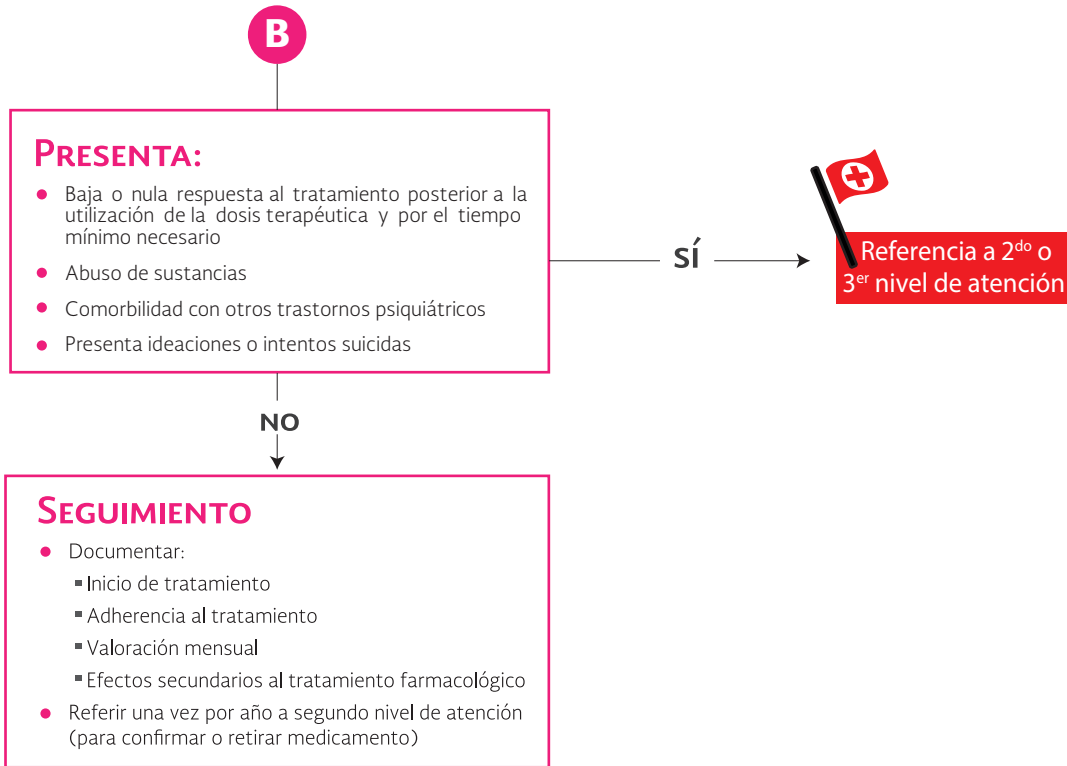 B
PRESENTA:
● Baja o nula respuesta al tratamiento posterior a la
utilización de la dosis terapéutica y por el tiempo
mínimo necesario
● Abuso de sustancias
● Comorbilidad con otros trastornos psiquiátricos
● Presenta ideaciones o intentos suicidas
SÍ
Referencia a 2do o
3er nivel de atención
NO
SEGUIMIENTO
● Documentar:
▪ Inicio de tratamiento
▪ Adherencia al tratamiento
▪ Valoración mensual
▪ Efectos secundarios al tratamiento farmacológico
● Referir una vez por año a segundo nivel de atención
(para confirmar o retirar medicamento)